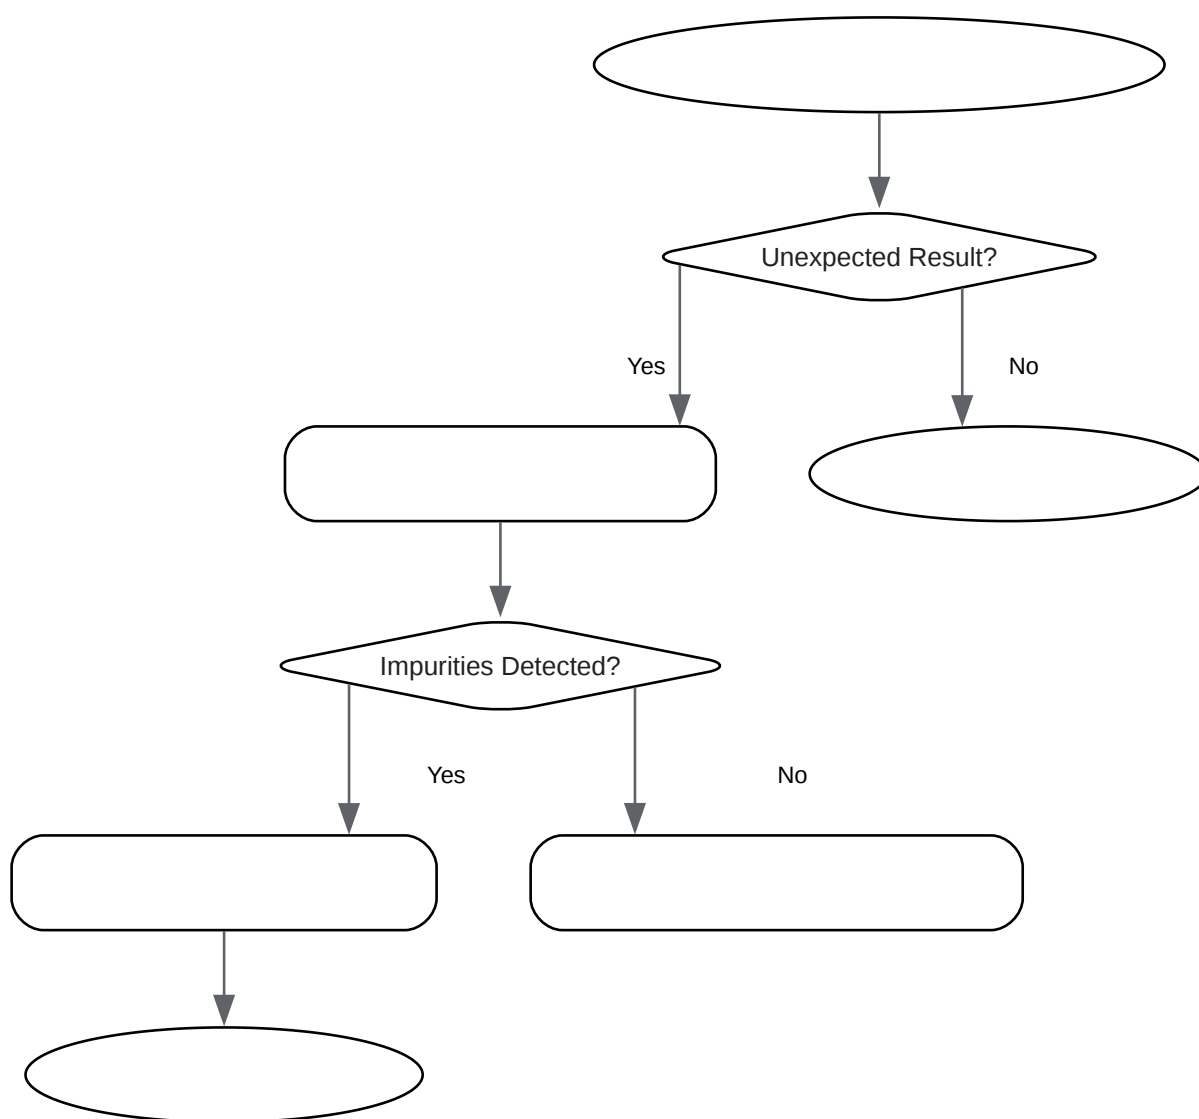 Unexpected Result?
Yes
No
Impurities Detected?
Yes
No